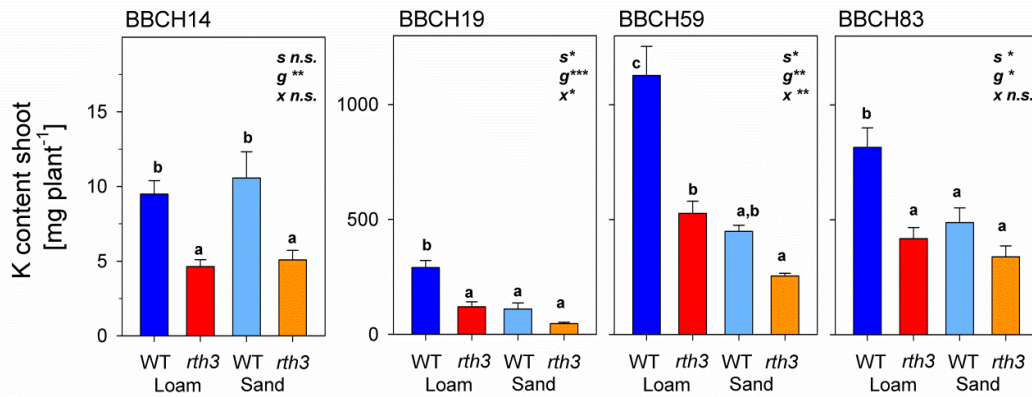 BBCH14
BBCH19
BBCH59
BBCH83
K content shoot
[mg plant⁻¹]
15
10
5
0
s n.s.
g **
x n.s.
b
a
b
a
WT rth3 WT rth3
Loam Sand
1000
500
0
s*
g***
x*
b
a
a
a
WT rth3 WT rth3
Loam Sand
s*
g**
x **
c
b
a,b
a
WT rth3 WT rth3
Loam Sand
s *
g *
x n.s.
b
a
a
a
WT rth3 WT rth3
Loam Sand